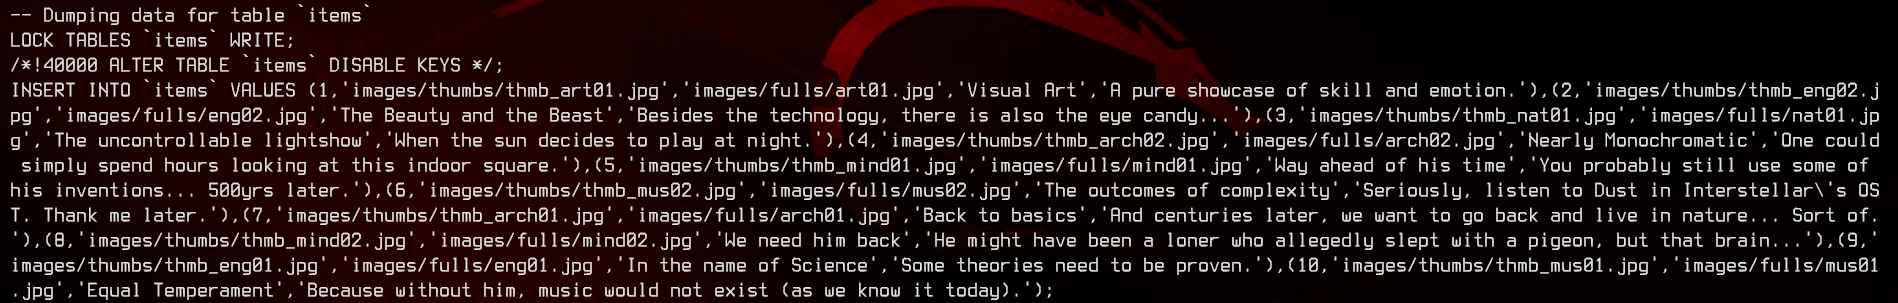 -- Dumping data for table `items`
LOCK TABLES `items` WRITE;
/*!40000 ALTER TABLE `items` DISABLE KEYS */;
INSERT INTO `items` VALUES (1,'images/thumbs/thmb_art01.jpg','images/fulls/art01.jpg','Visual Art','A pure showcase of skill and emotion.'),(2,'images/thumbs/thmb_eng02.j
pg','images/fulls/eng02.jpg','The Beauty and the Beast','Besides the technology, there is also the eye candy...'),(3,'images/thumbs/thmb_nat01.jpg','images/fulls/nat01.jp
g','The uncontrollable lightshow','When the sun decides to play at night.'),(4,'images/thumbs/thmb_arch02.jpg','images/fulls/arch02.jpg','Nearly Monochromatic','One could
 simply spend hours looking at this indoor square.'),(5,'images/thumbs/thmb_mind01.jpg','images/fulls/mind01.jpg','Way ahead of his time','You probably still use some of
his inventions... 500yrs later.'),(6,'images/thumbs/thmb_mus02.jpg','images/fulls/mus02.jpg','The outcomes of complexity','Seriously, listen to Dust in Interstellar\'s OS
T. Thank me later.'),(7,'images/thumbs/thmb_arch01.jpg','images/fulls/arch01.jpg','Back to basics','And centuries later, we want to go back and live in nature... Sort of.
'),(8,'images/thumbs/thmb_mind02.jpg','images/fulls/mind02.jpg','We need him back','He might have been a loner who allegedly slept with a pigeon, but that brain...'),(9,'
images/thumbs/thmb_eng01.jpg','images/fulls/eng01.jpg','In the name of Science','Some theories need to be proven.'),(10,'images/thumbs/thmb_mus01.jpg','images/fulls/mus01
.jpg','Equal Temperament','Because without him, music would not exist (as we know it today).');